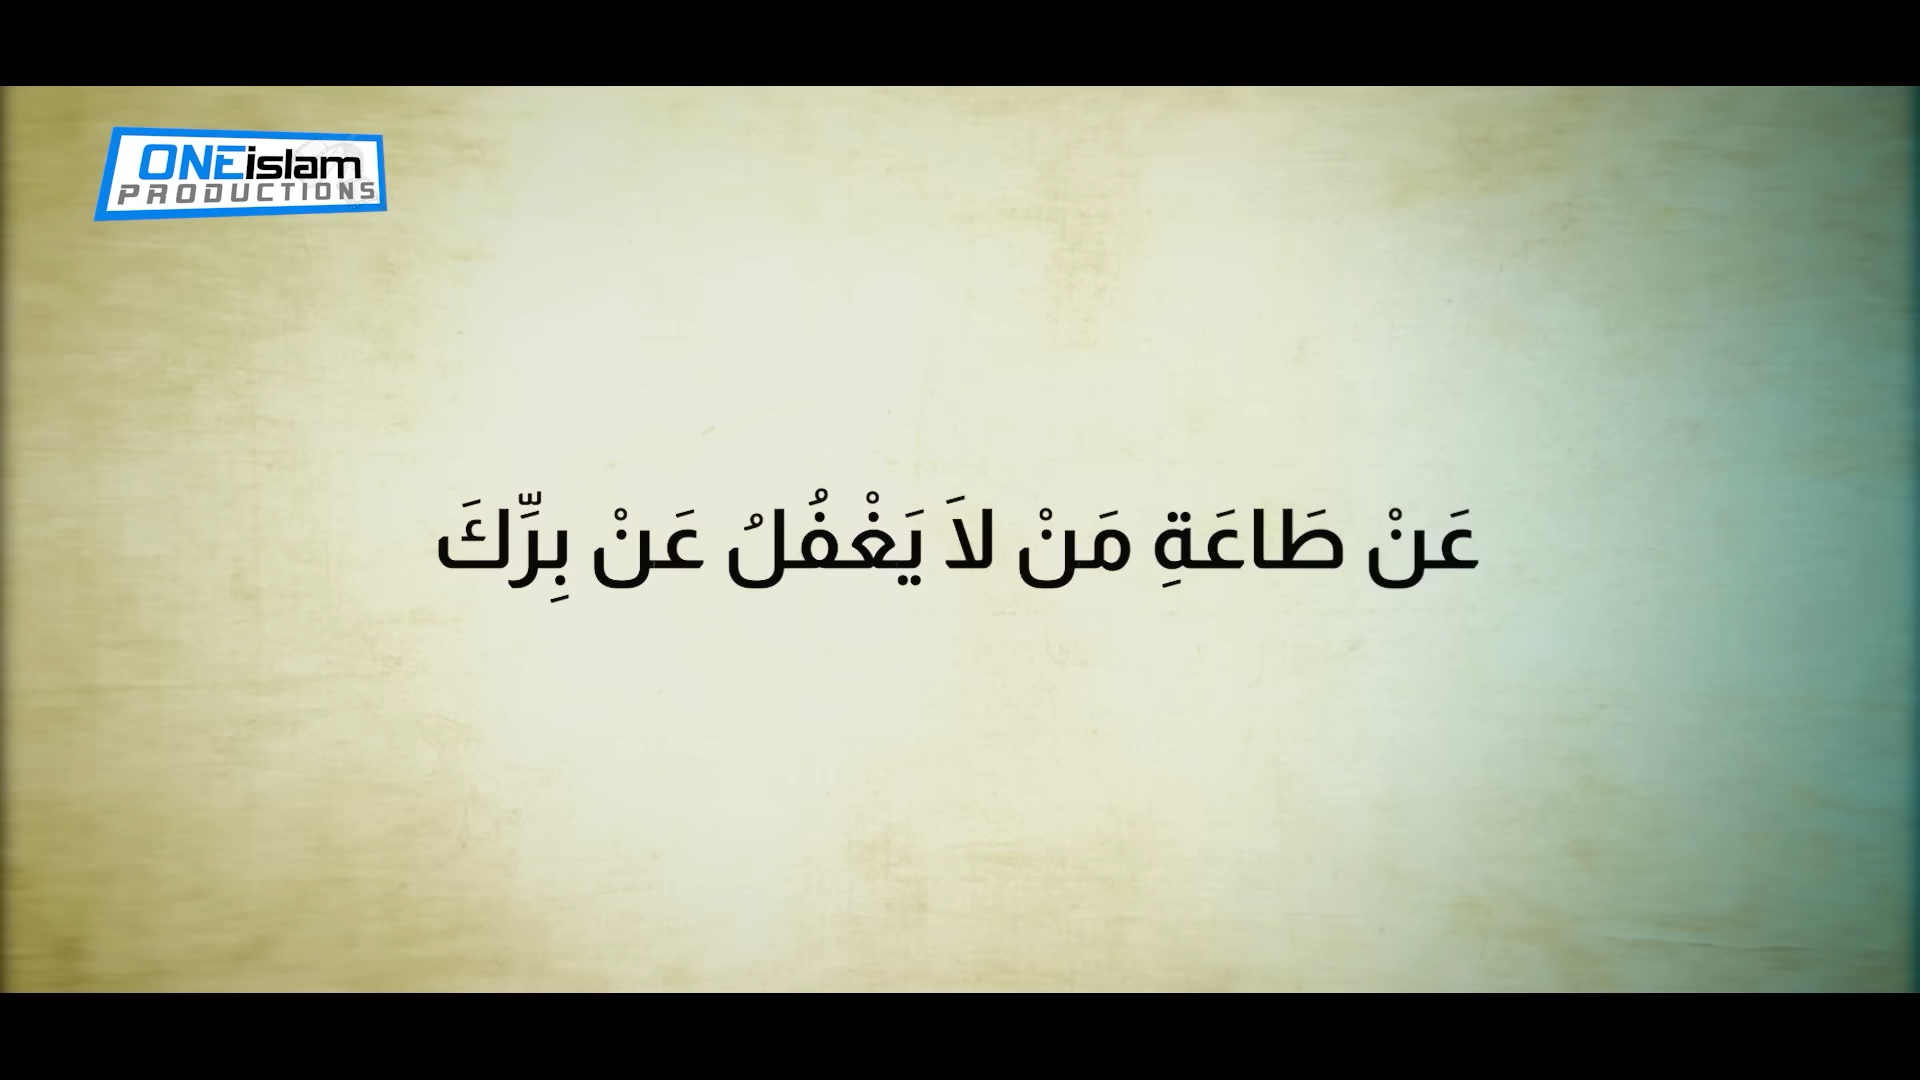 ONEislam
PRODUCTIONS
عَنْ طَاعَةِ مَنْ لاَ يَغْفُلُ عَنْ بِرِّكَ